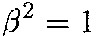 β² = 1